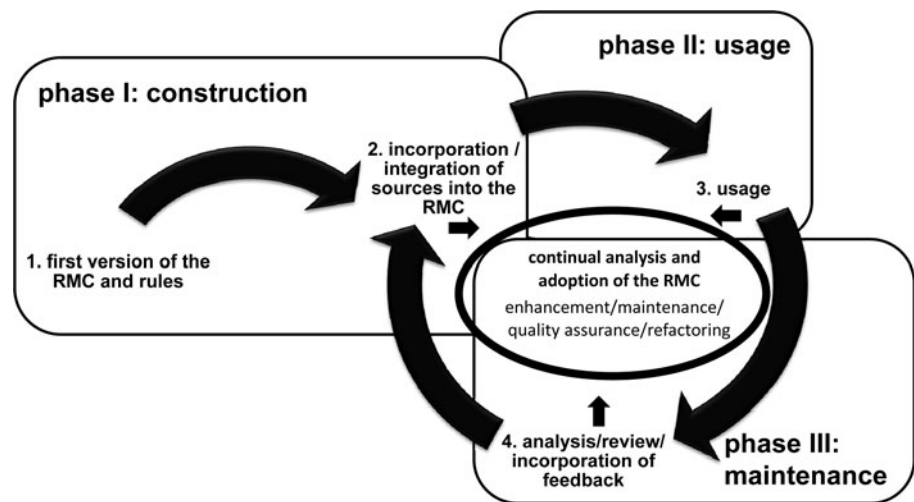 phase I: construction
phase II: usage
1. first version of the
RMC and rules
2. incorporation /
integration of
sources into the
RMC
3. usage
continual analysis and
adoption of the RMC
enhancement/maintenance/
quality assurance/refactoring
4. analysis/review/
incorporation of
feedback
phase III:
maintenance